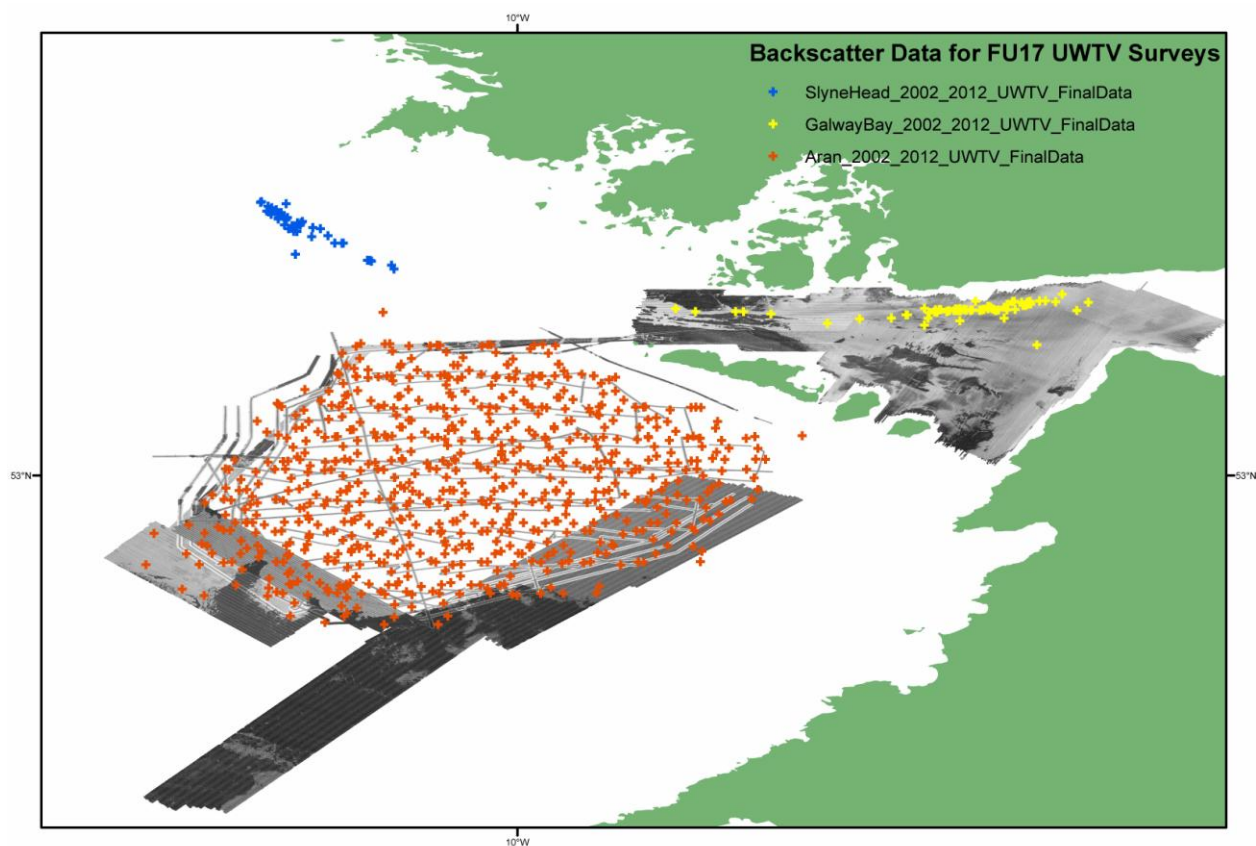 10°W
Backscatter Data for FU17 UWTV Surveys
SlyneHead_2002_2012_UWTV_FinalData
GalwayBay_2002_2012_UWTV_FinalData
Aran_2002_2012_UWTV_FinalData
53°N
53°N
10°W